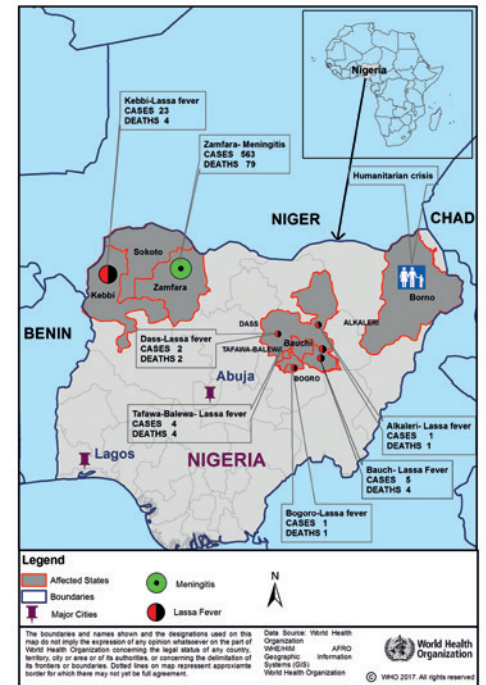 Nigeria
Kebbi-Lassa fever
CASES 23
DEATHS 4
Zamfara- Meningitis
CASES 563
DEATHS 79
Humanitarian crisis
NIGER
CHAD
Sokoto
Kebbi
Zamfara
Borno
BENIN
DASS
ALKALERI
Dass-Lassa fever
CASES 2
DEATHS 2
TAFAWA-BALEWA
Bauchi
BOGRO
Abuja
Tafawa-Balewa- Lassa fever
CASES 4
DEATHS 4
Alkaleri- Lassa fever
CASES 1
DEATHS 1
Lagos
NIGERIA
Bauch- Lassa Fever
CASES 5
DEATHS 4
Bogoro-Lassa fever
CASES 1
DEATHS 1
Legend
Affected States
Boundaries
Major Cities
Meningitis
Lassa Fever
N
The boundaries and names shown and the designations used on this
map do not imply the expression of any opinion whatsoever on the part of
World Health Organization concerning the legal status of any country,
territory, city or area or of its authorities, or concerning the delimitation of
its frontiers or boundaries. Dotted lines on map represent approxiamte
border for which there may not yet be full agreement.
Data Source: World Health
Organization
WHE/HIM AFRO
Geographic Information
Systems (GIS)
World Health Organization
World Health
Organization
© WHO 2017. All rights reserved